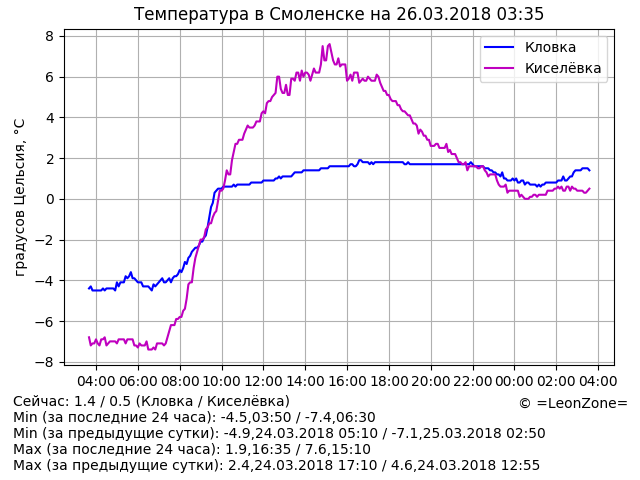 Температура в Смоленске на 26.03.2018 03:35
градусов Цельсия, °C
8
6
4
2
0
−2
−4
−6
−8
Кловка
Киселёвка
04:00 06:00 08:00 10:00 12:00 14:00 16:00 18:00 20:00 22:00 00:00 02:00 04:00
Сейчас: 1.4 / 0.5 (Кловка / Киселёвка)
© =LeonZone=
Min (за последние 24 часа): -4.5,03:50 / -7.4,06:30
Min (за предыдущие сутки): -4.9,24.03.2018 05:10 / -7.1,25.03.2018 02:50
Max (за последние 24 часа): 1.9,16:35 / 7.6,15:10
Max (за предыдущие сутки): 2.4,24.03.2018 17:10 / 4.6,24.03.2018 12:55